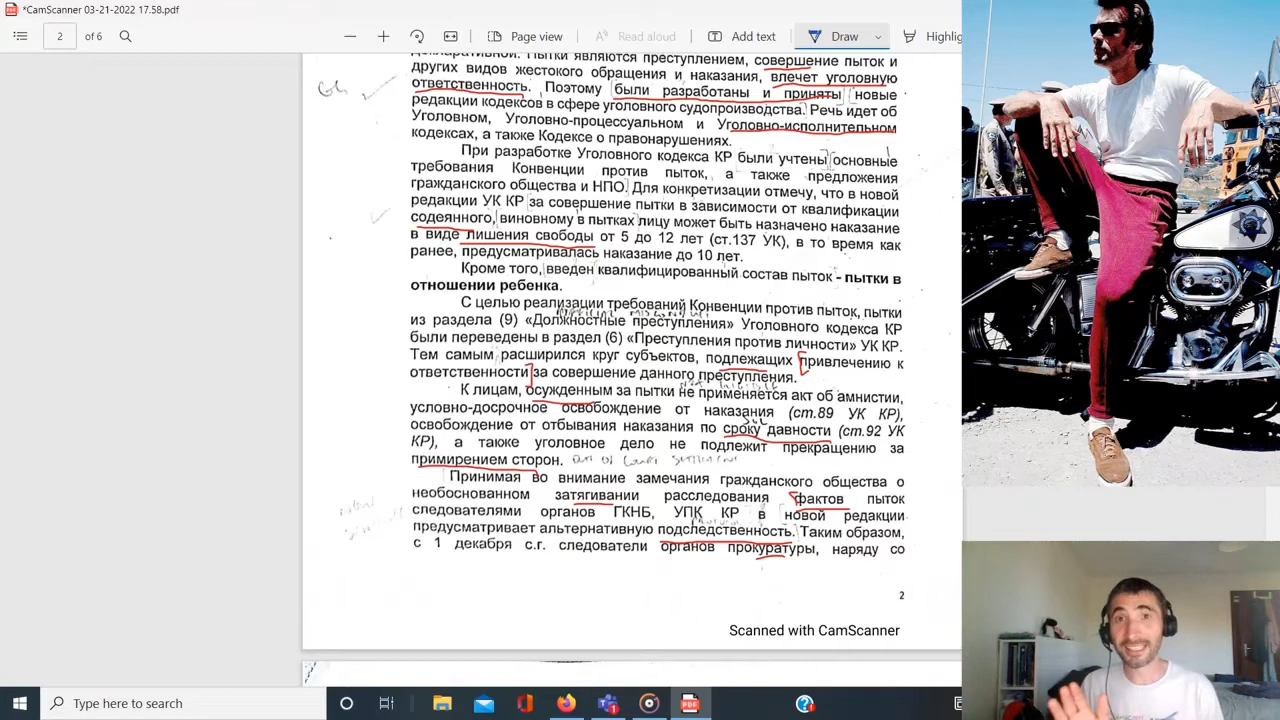 *CamScanner 03-21-2022 17.58.pdf
2 of 6
Page view
Read aloud
Add text
Draw
Highlig
декларативной. Пытки являются преступлением, совершение пыток и
других видов жестокого обращения и наказания, влечет уголовную
ответственность. Поэтому были разработаны и приняты новые
редакции кодексов в сфере уголовного судопроизводства. Речь идет об
Уголовном, Уголовно-процессуальном и Уголовно-исполнительном
кодексах, а также Кодексе о правонарушениях.
При разработке Уголовного кодекса КР были учтены основные
требования Конвенции против пыток, а также предложения
гражданского общества и НПО. Для конкретизации отмечу, что в новой
редакции УК КР за совершение пытки в зависимости от квалификации
содеянного, виновному в пытках лицу может быть назначено наказание
в виде лишения свободы от 5 до 12 лет (ст.137 УК), в то время как
ранее, предусматривалась наказание до 10 лет.
Кроме того, введен квалифицированный состав пыток - пытки в
отношении ребенка.
С целью реализации требований Конвенции против пыток, пытки
из раздела (9) «Должностные преступления» Уголовного кодекса КР
были переведены в раздел (6) «Преступления против личности» УК КР.
Тем самым расширился круг субъектов, подлежащих привлечению к
ответственности за совершение данного преступления.
К лицам, осужденным за пытки не применяется акт об амнистии,
условно-досрочное освобождение от наказания (ст.89 УК КР),
освобождение от отбывания наказания по сроку давности (ст.92 УК
КР), а также уголовное дело не подлежит прекращению за
примирением сторон. out of court settlement
Принимая во внимание замечания гражданского общества о
необоснованном затягивании расследования фактов пыток
следователями органов ГКНБ, УПК КР в новой редакции
предусматривает альтернативную подследственность. Таким образом,
с 1 декабря с.г. следователи органов прокуратуры, наряду со
2
Scanned with CamScanner
Type here to search